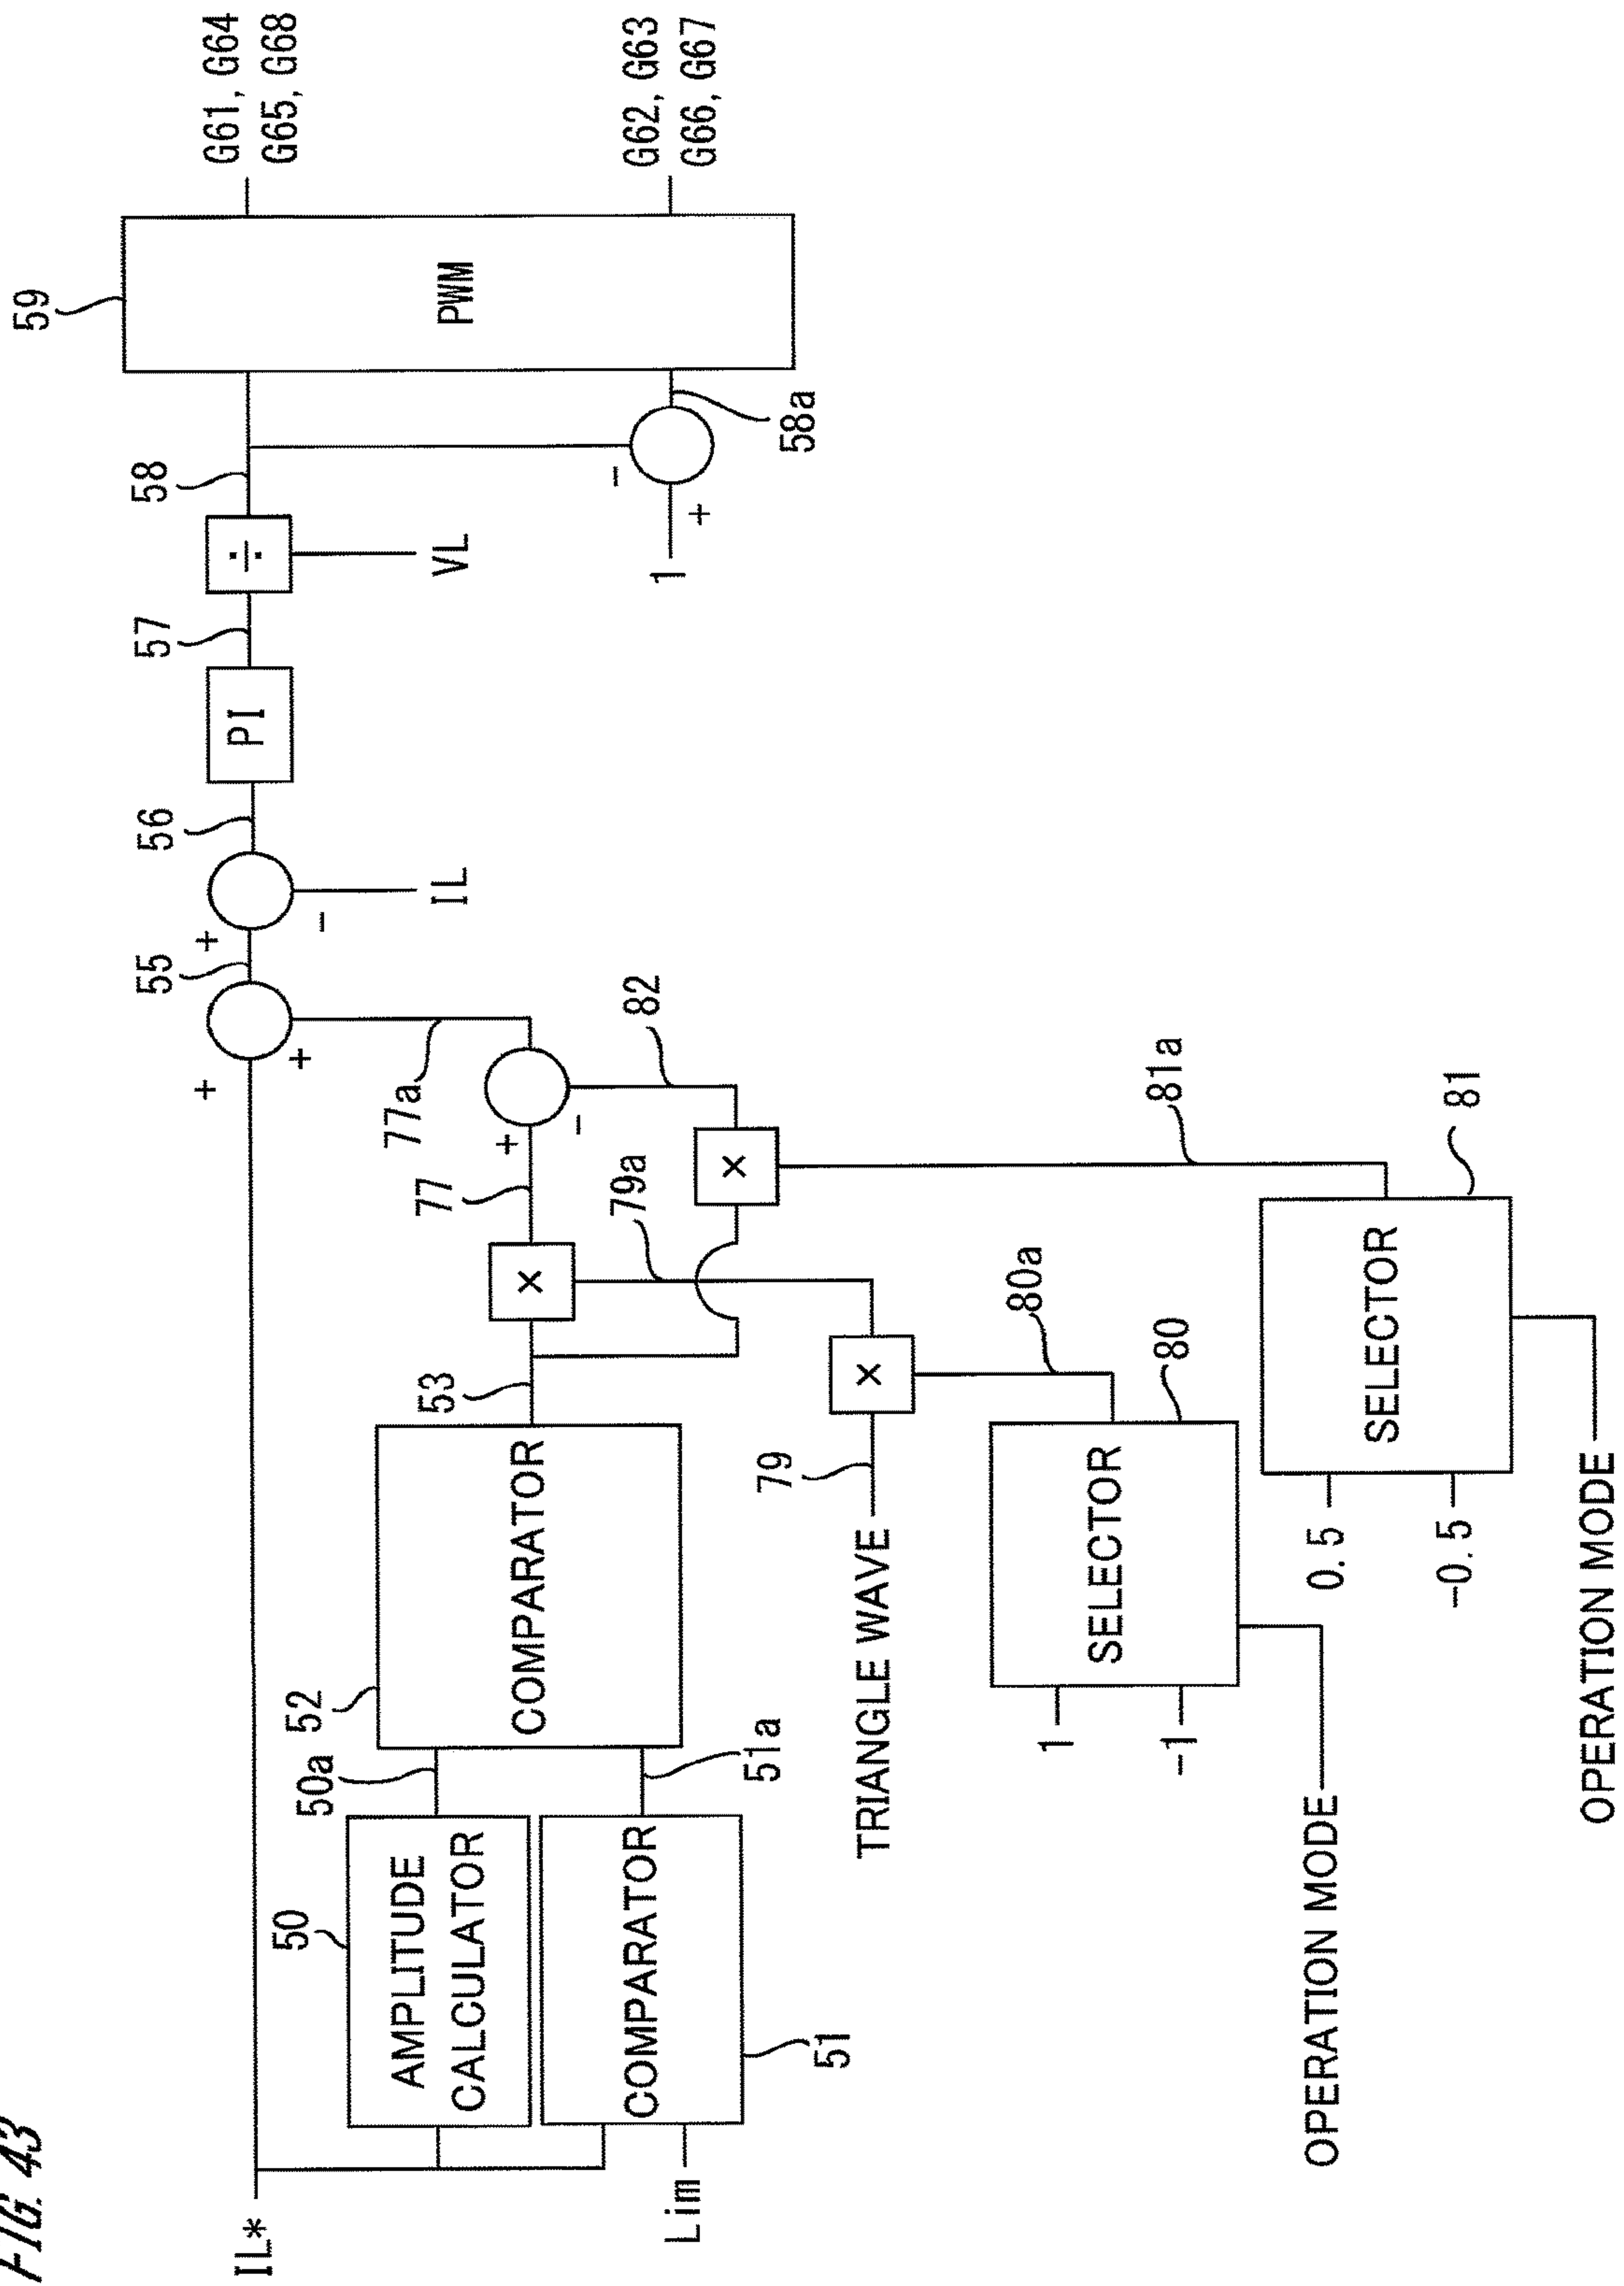 FIG. 43
IL*
Lim
50
AMPLITUDE
CALCULATOR
50a
COMPARATOR
51
51a
52
COMPARATOR
53
TRIANGLE WAVE
79
79a
77
77a
82
1
-1
SELECTOR
80
80a
OPERATION MODE
0.5
-0.5
SELECTOR
81
81a
OPERATION MODE
×
×
×
+
-
+
+
55
+
-
IL
56
PI
57
÷
VL
58
1
+
-
58a
59
PWM
G61, G64
G65, G68
G62, G63
G66, G67